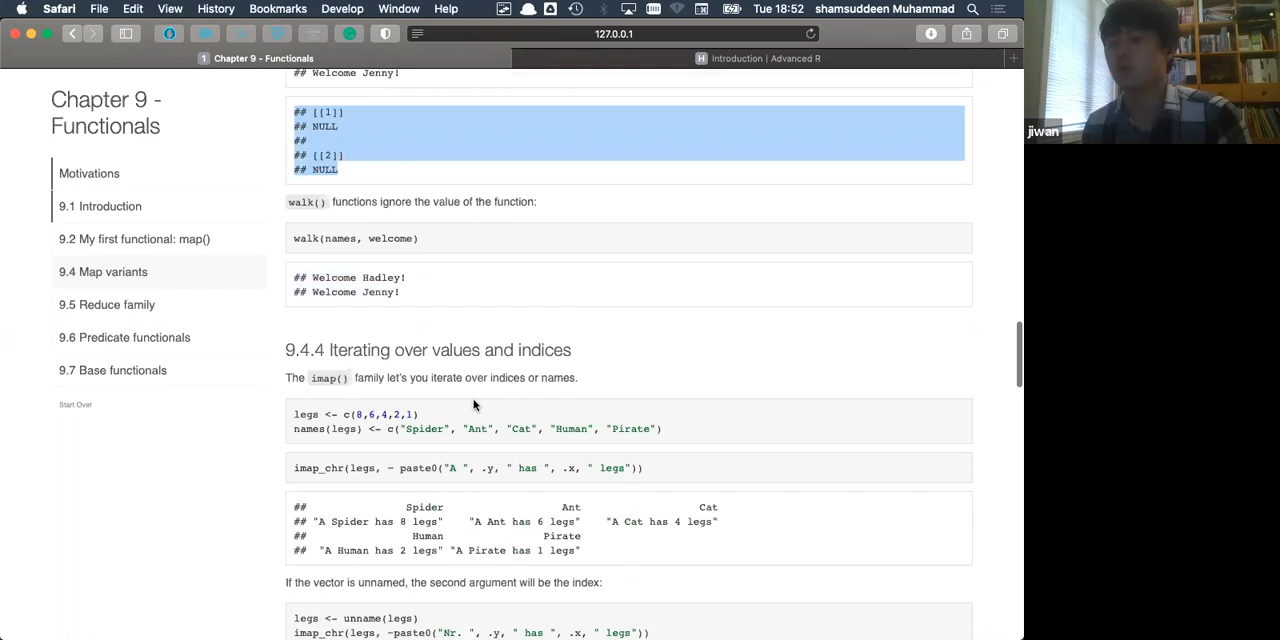 Safari File Edit View History Bookmarks Develop Window Help Tue 18:52 shamsuddeen Muhammad
127.0.0.1
1 Chapter 9 - Functionals
H Introduction | Advanced R
Chapter 9 -
Functionals
Motivations
9.1 Introduction
9.2 My first functional: map()
9.4 Map variants
9.5 Reduce family
9.6 Predicate functionals
9.7 Base functionals
Start Over
## Welcome Jenny!
## [[1]]
## NULL
##
## [[2]]
## NULL
walk() functions ignore the value of the function:
walk(names, welcome)
## Welcome Hadley!
## Welcome Jenny!
9.4.4 Iterating over values and indices
The imap() family let's you iterate over indices or names.
legs <- c(8,6,4,2,1)
names(legs) <- c("Spider", "Ant", "Cat", "Human", "Pirate")
imap_chr(legs, ~ paste0("A ", .y, " has ", .x, " legs"))
## Spider Ant Cat
## "A Spider has 8 legs" "A Ant has 6 legs" "A Cat has 4 legs"
## Human Pirate
## "A Human has 2 legs" "A Pirate has 1 legs"
If the vector is unnamed, the second argument will be the index:
legs <- unname(legs)
imap_chr(legs, ~paste0("Nr. ", .y, " has ", .x, " legs"))
jiwan